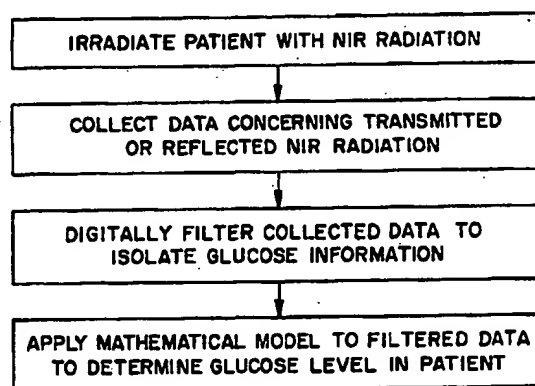 IRRADIATE PATIENT WITH NIR RADIATION
COLLECT DATA CONCERNING TRANSMITTED
OR REFLECTED NIR RADIATION
DIGITALLY FILTER COLLECTED DATA TO
ISOLATE GLUCOSE INFORMATION
APPLY MATHEMATICAL MODEL TO FILTERED DATA
TO DETERMINE GLUCOSE LEVEL IN PATIENT